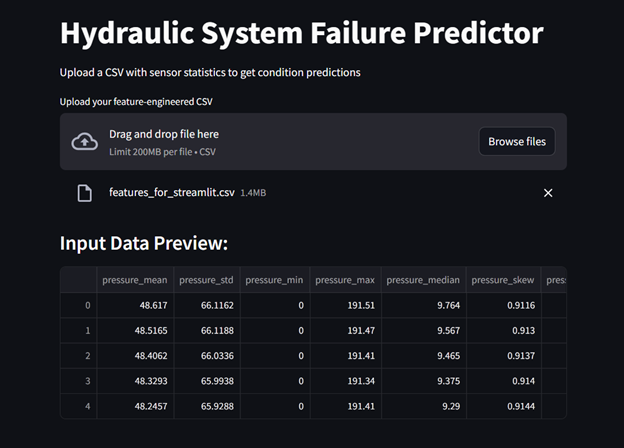 Hydraulic System Failure Predictor
Upload a CSV with sensor statistics to get condition predictions
Upload your feature-engineered CSV
Drag and drop file here
Limit 200MB per file • CSV
Browse files
features_for_streamlit.csv 1.4MB
Input Data Preview:
pressure_mean pressure_std pressure_min pressure_max pressure_median pressure_skew pres
0 48.617 66.1162 0 191.51 9.764 0.9116
1 48.5165 66.1188 0 191.47 9.567 0.913
2 48.4062 66.0336 0 191.41 9.465 0.9137
3 48.3293 65.9938 0 191.34 9.375 0.914
4 48.2457 65.9288 0 191.41 9.29 0.9144